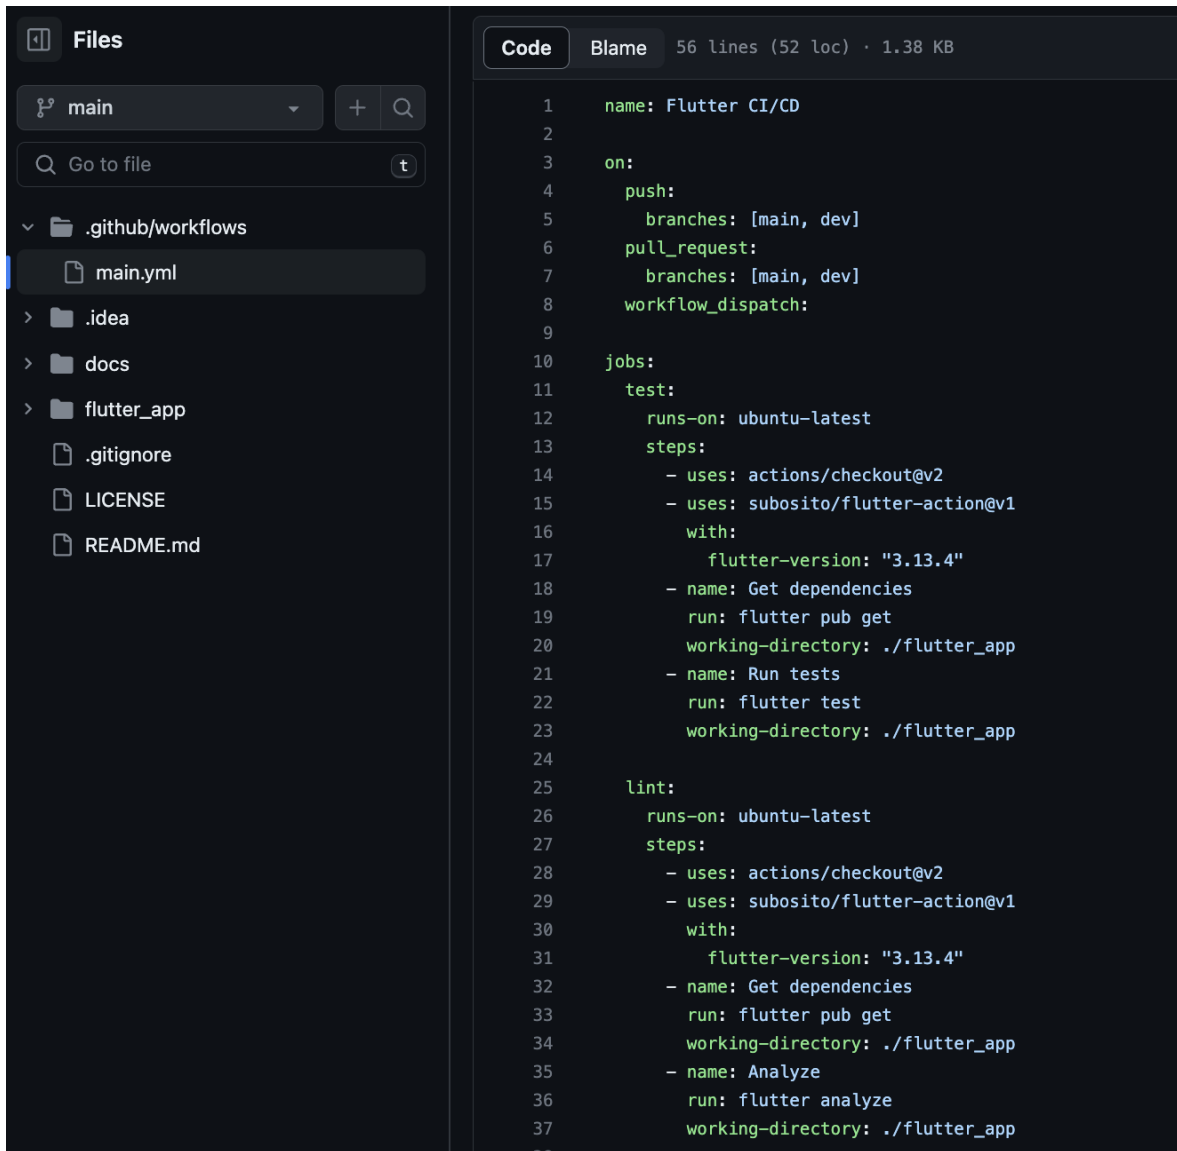 Files
main
Go to file
t
.github/workflows
main.yml
.idea
docs
flutter_app
.gitignore
LICENSE
README.md
Code Blame 56 lines (52 loc) · 1.38 KB
1 name: Flutter CI/CD
2
3 on:
4 push:
5 branches: [main, dev]
6 pull_request:
7 branches: [main, dev]
8 workflow_dispatch:
9
10 jobs:
11 test:
12 runs-on: ubuntu-latest
13 steps:
14 - uses: actions/checkout@v2
15 - uses: subosito/flutter-action@v1
16 with:
17 flutter-version: "3.13.4"
18 - name: Get dependencies
19 run: flutter pub get
20 working-directory: ./flutter_app
21 - name: Run tests
22 run: flutter test
23 working-directory: ./flutter_app
24
25 lint:
26 runs-on: ubuntu-latest
27 steps:
28 - uses: actions/checkout@v2
29 - uses: subosito/flutter-action@v1
30 with:
31 flutter-version: "3.13.4"
32 - name: Get dependencies
33 run: flutter pub get
34 working-directory: ./flutter_app
35 - name: Analyze
36 run: flutter analyze
37 working-directory: ./flutter_app